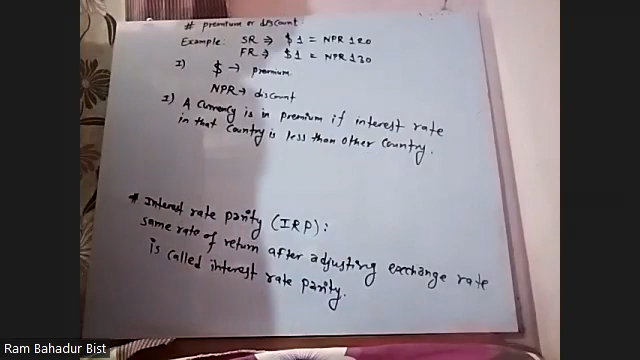 # premium or discount:
Example: SR ⇒ $1 = NPR 120
FR ⇒ $1 = NPR 130
I) $ → premium.
NPR → discount
I) A currency is in premium if interest rate
in that country is less than other country.
# Interest rate parity (IRP):
same rate of return after adjusting exchange rate
is called interest rate parity.
Ram Bahadur Bist